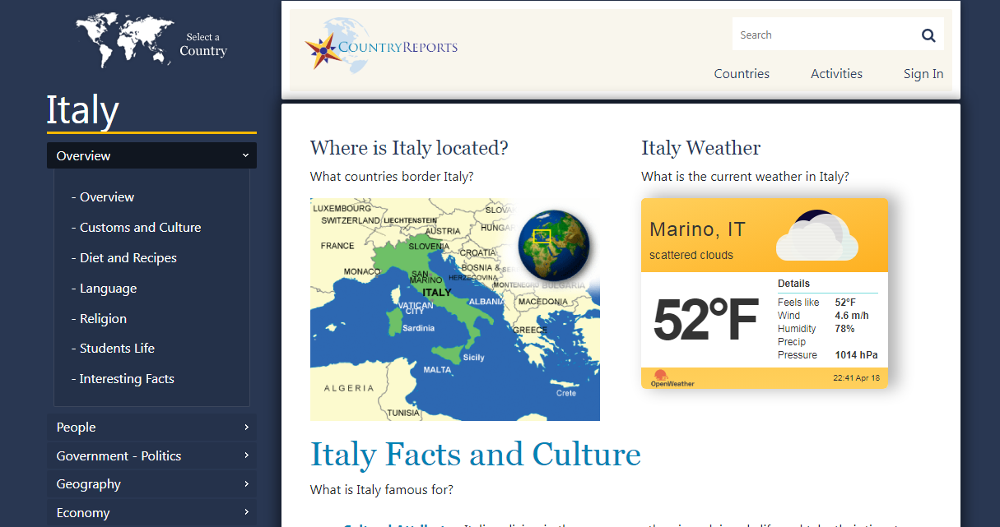 Select a
Country
Italy
Overview
- Overview
- Customs and Culture
- Diet and Recipes
- Language
- Religion
- Students Life
- Interesting Facts
People
Government - Politics
Geography
Economy
COUNTRYREPORTS
Search
Countries
Activities
Sign In
Where is Italy located?
What countries border Italy?
LUXEMBOURG
SWITZERLAND
LIECHTENSTEIN
AUSTRIA
FRANCE
SLOVENIA
CROATIA
MONACO
SAN
MARINO
BOSNIA &
HERZEGOVINA
MONTENEGRO
BULGARIA
ITALY
VATICAN
CITY
ALBANIA
MACEDONIA
Sardinia
GREECE
Sicily
MALTA
ALGERIA
TUNISIA
Crete
Italy Weather
What is the current weather in Italy?
Marino, IT
scattered clouds
52°F
Details
Feels like 52°F
Wind 4.6 m/h
Humidity 78%
Precip
Pressure 1014 hPa
OpenWeather
22:41 Apr 18
Italy Facts and Culture
What is Italy famous for?